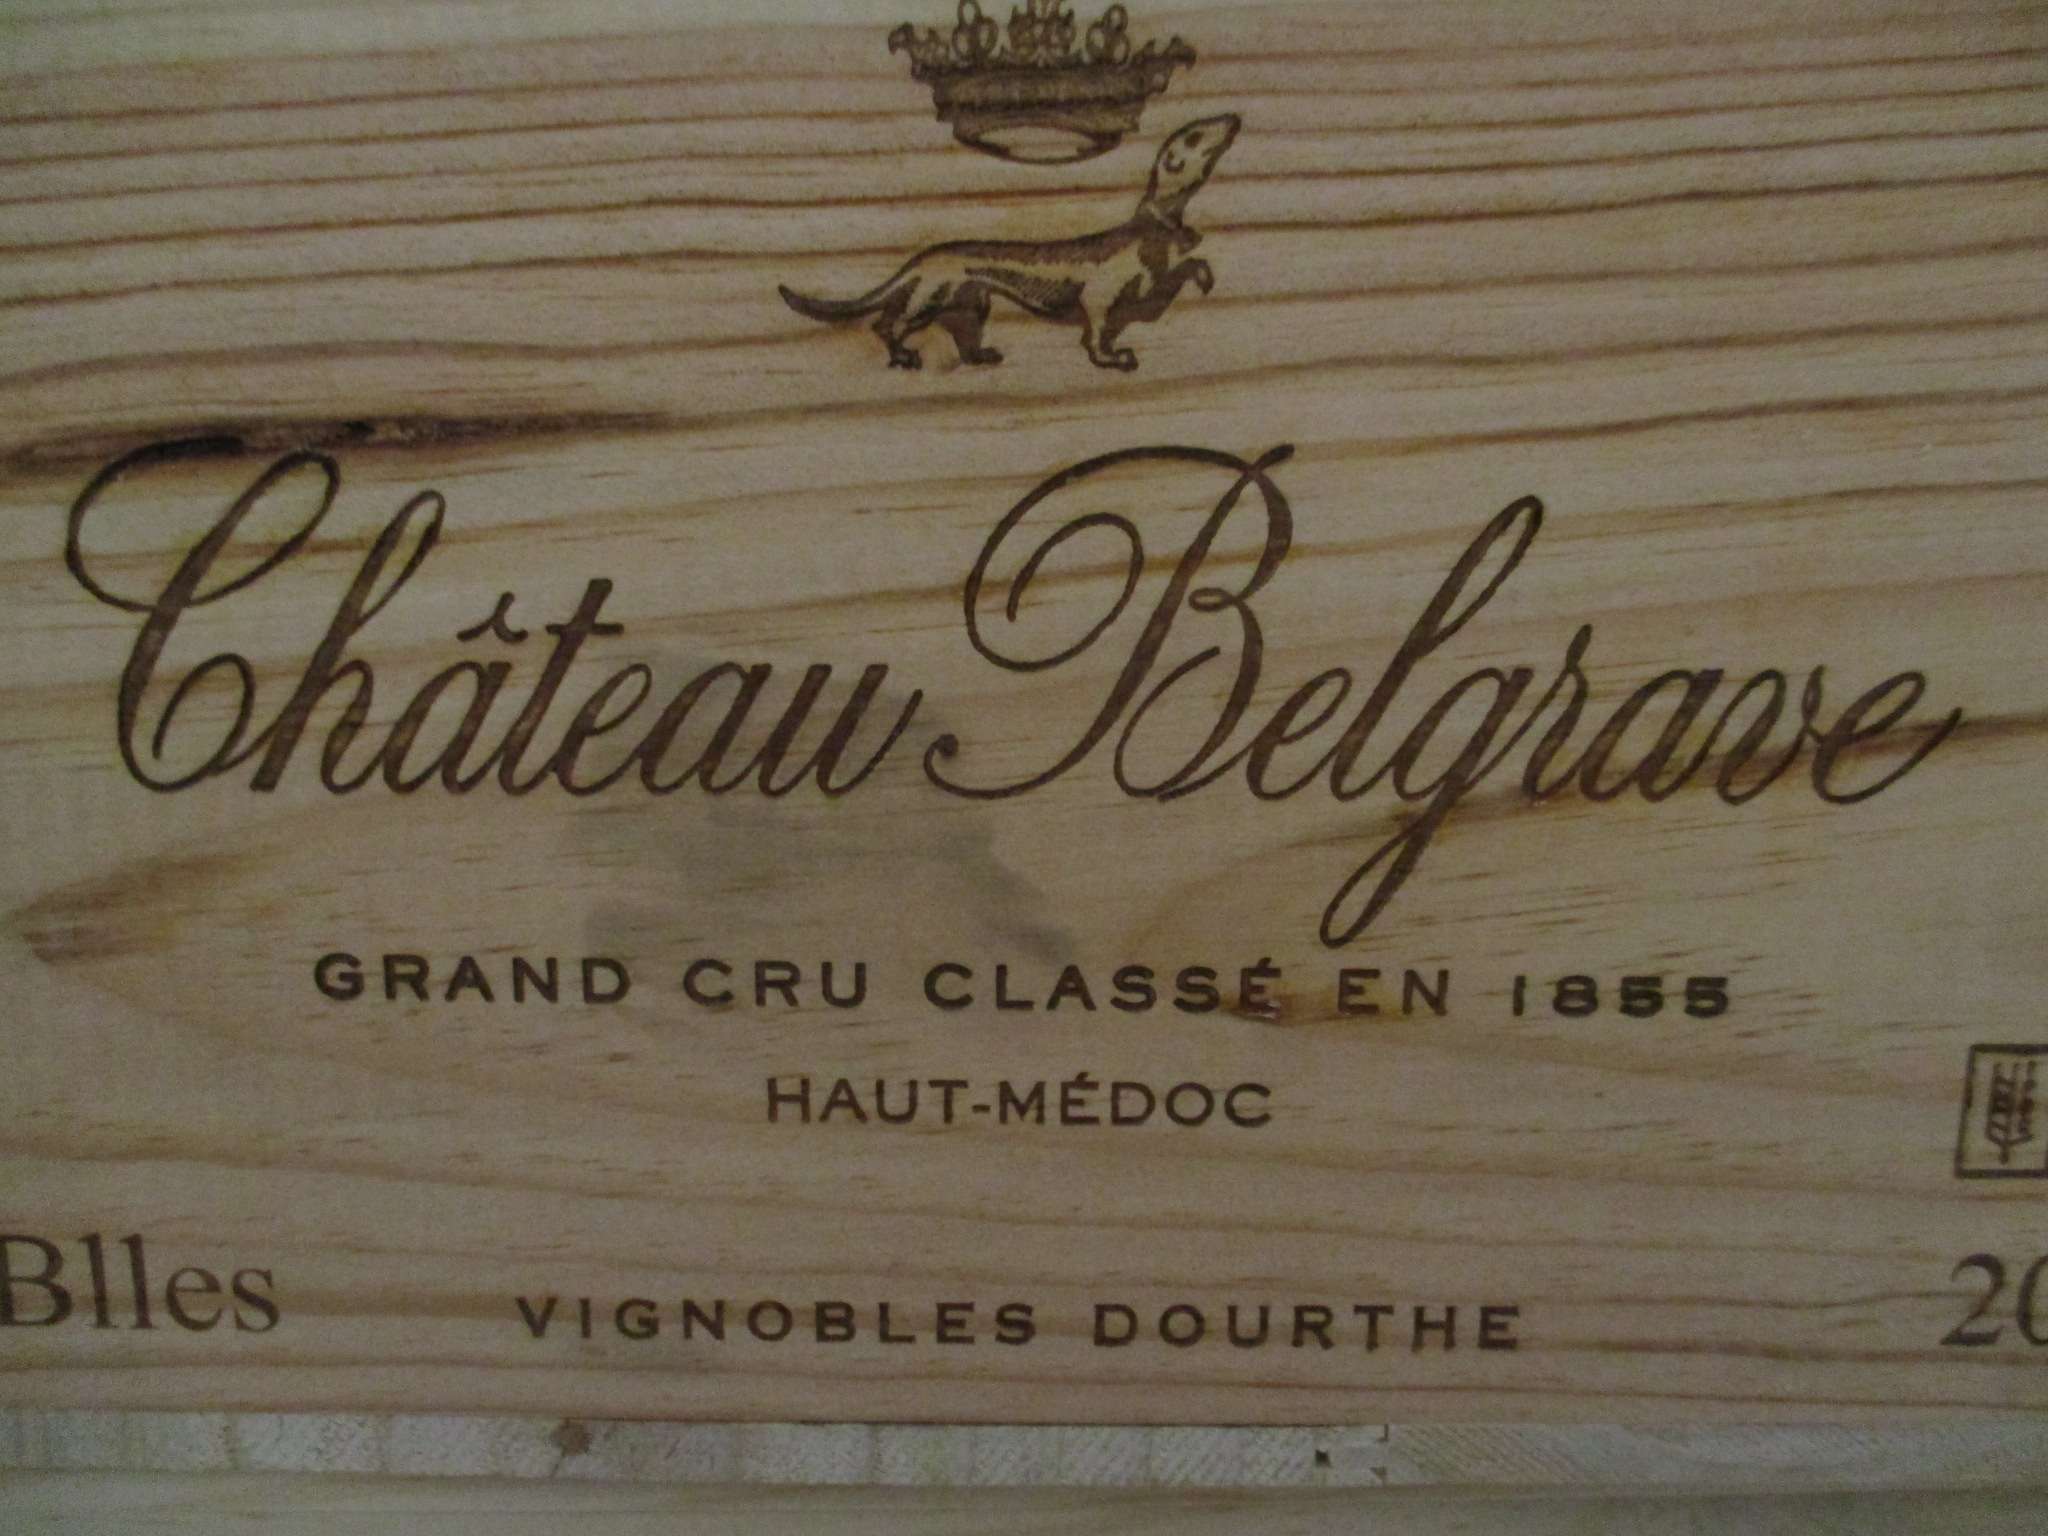 Château Belgrave
GRAND CRU CLASSÉ EN 1855
HAUT-MÉDOC
Blles VIGNOBLES DOURTHE 20